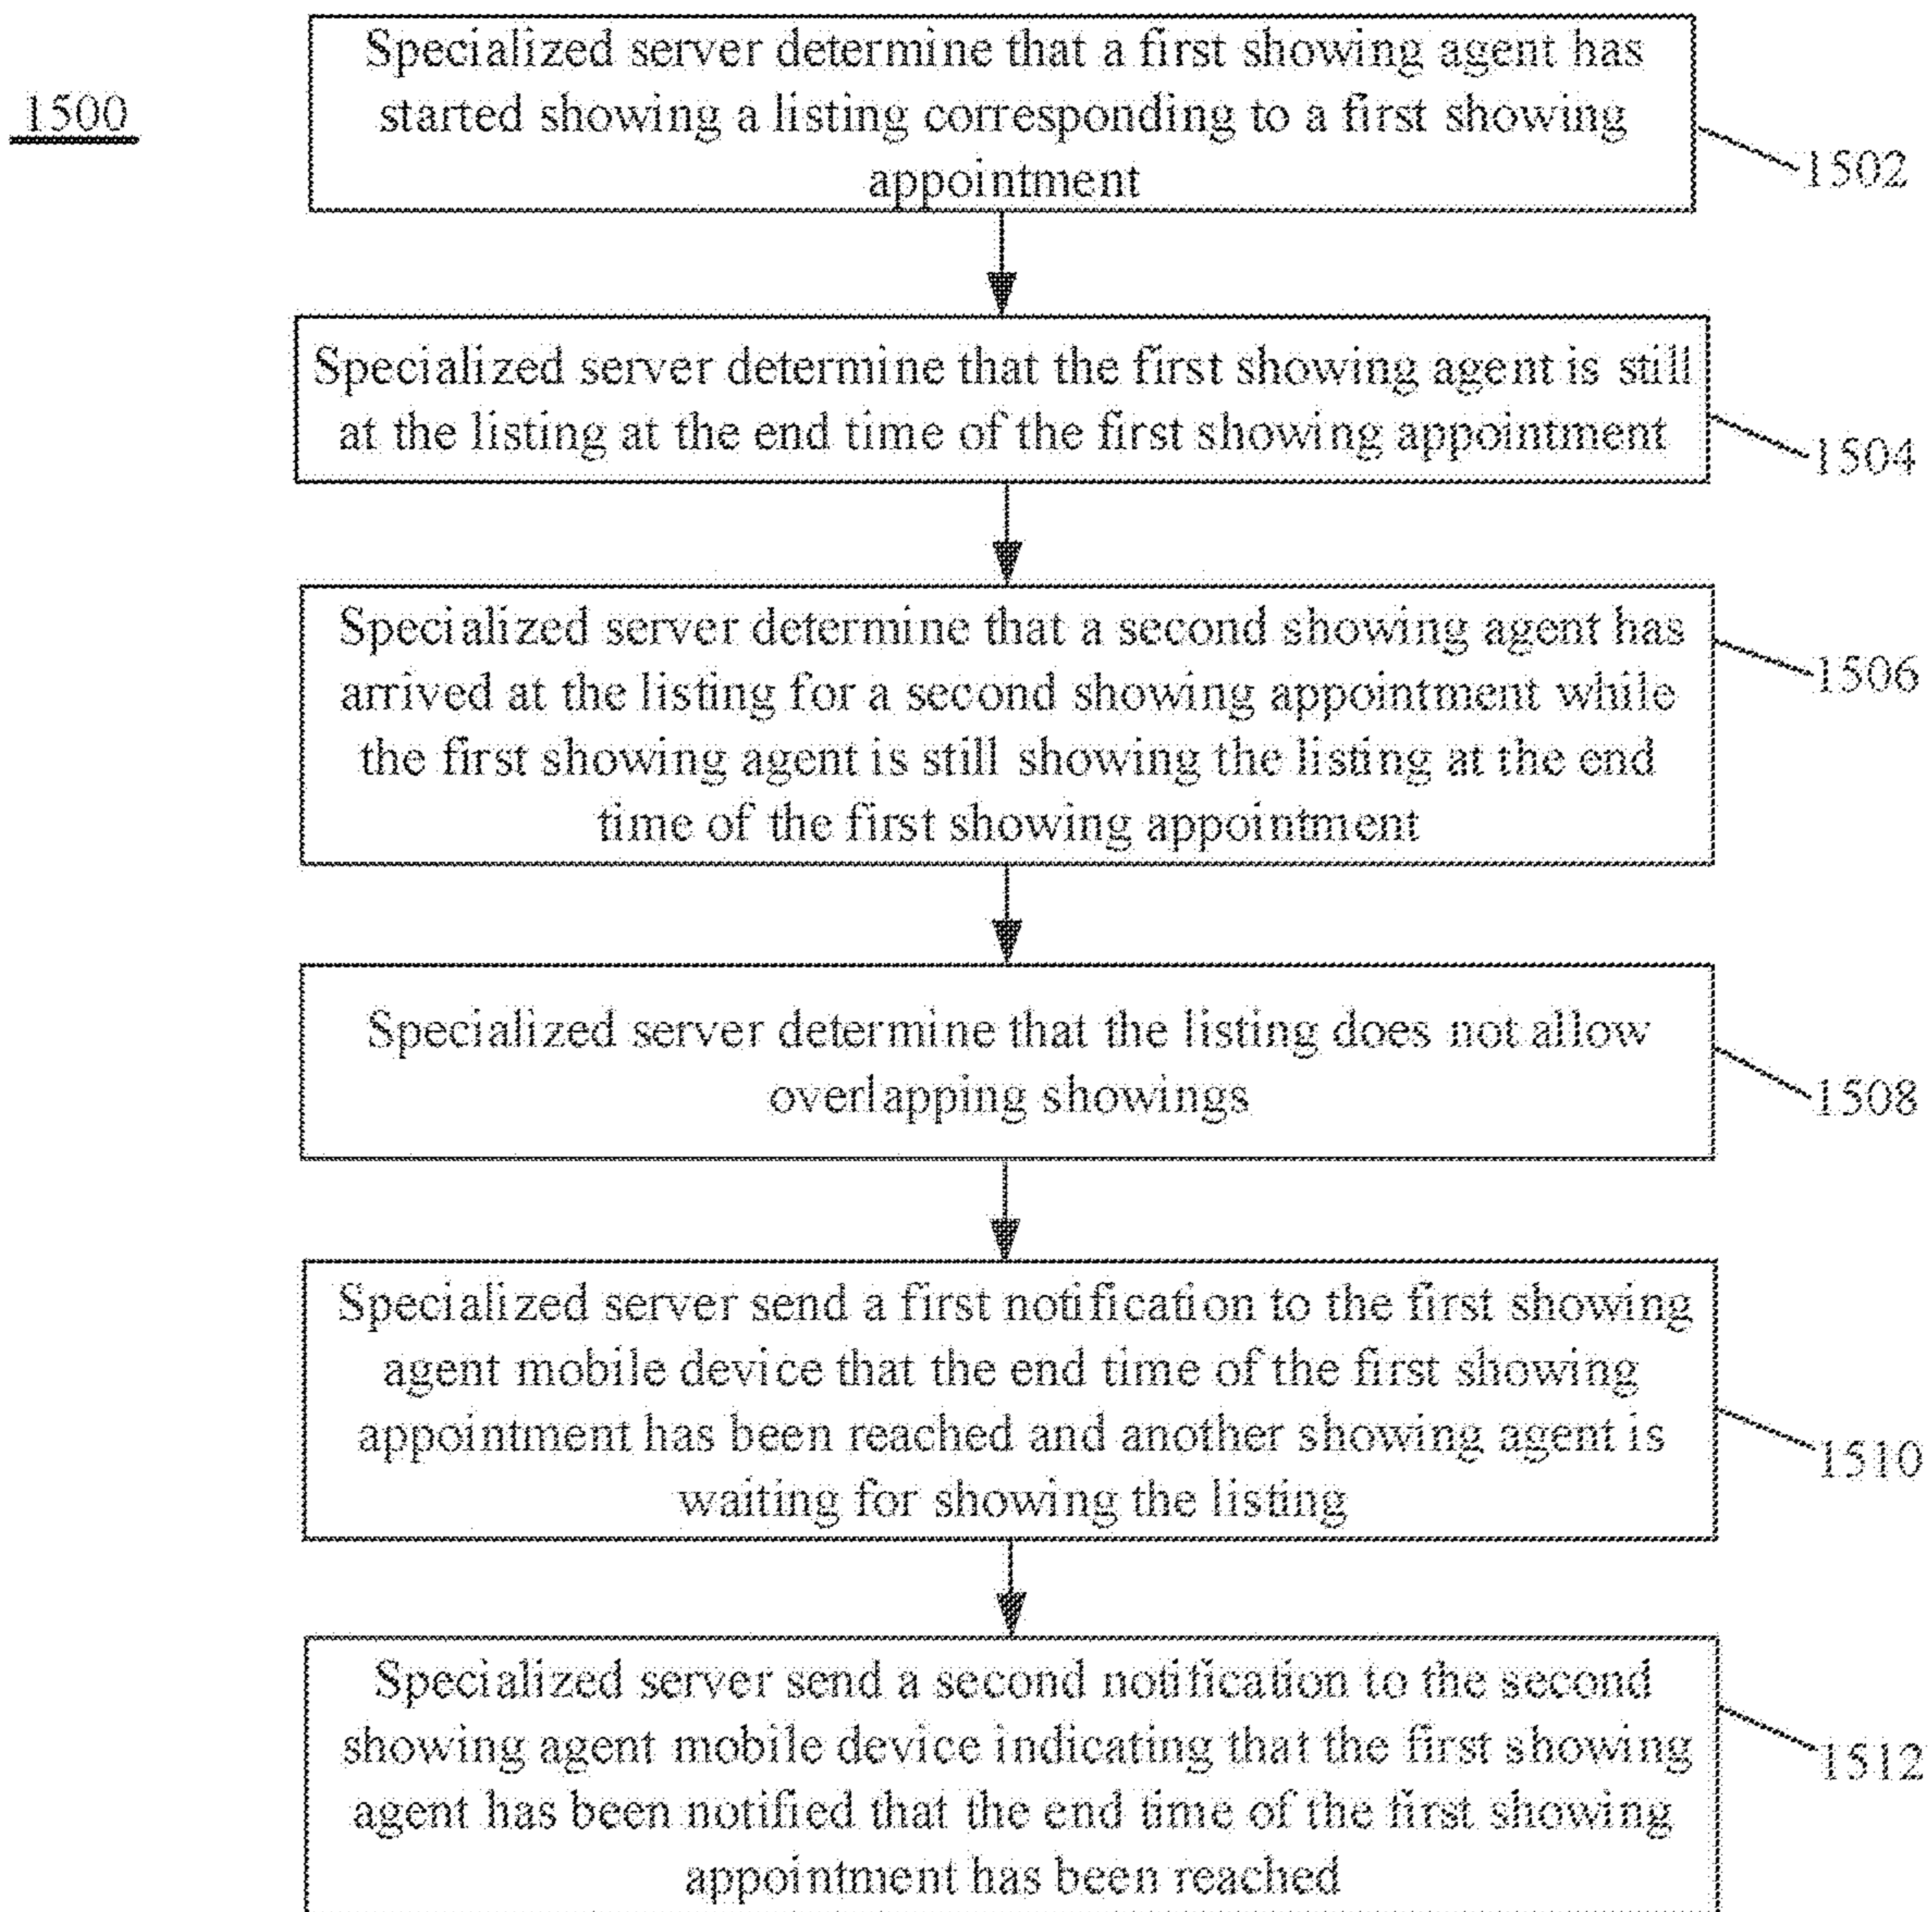 1500
Specialized server determine that a first showing agent has
started showing a listing corresponding to a first showing
appointment
1502
Specialized server determine that the first showing agent is still
at the listing at the end time of the first showing appointment
1504
Specialized server determine that a second showing agent has
arrived at the listing for a second showing appointment while
the first showing agent is still showing the listing at the end
time of the first showing appointment
1506
Specialized server determine that the listing does not allow
overlapping showings
1508
Specialized server send a first notification to the first showing
agent mobile device that the end time of the first showing
appointment has been reached and another showing agent is
waiting for showing the listing
1510
Specialized server send a second notification to the second
showing agent mobile device indicating that the first showing
agent has been notified that the end time of the first showing
appointment has been reached
1512